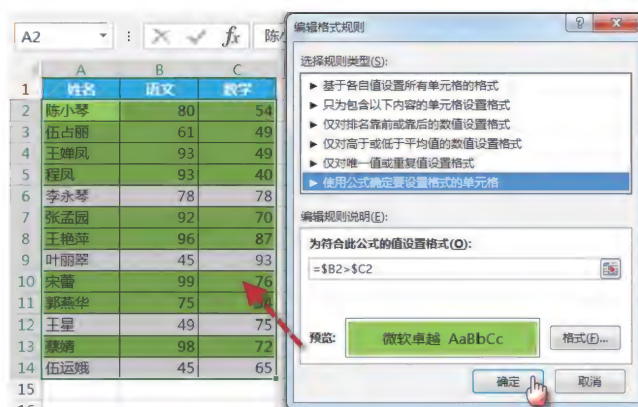 A2 fx 陈
编辑格式规则
选择规则类型(S):
► 基于各自值设置所有单元格的格式
► 只为包含以下内容的单元格设置格式
► 仅对排名靠前或靠后的数值设置格式
► 仅对高于或低于平均值的数值设置格式
► 仅对唯一值或重复值设置格式
► 使用公式确定要设置格式的单元格
编辑规则说明(E):
为符合此公式的值设置格式(O):
=$B2>$C2
预览: 微软卓越 AaBbCc 格式(F)...
确定 取消
A B C
1 姓名 语文 数学
2 陈小琴 80 54
3 伍占丽 61 49
4 王婵凤 93 49
5 程凤 93 40
6 李永琴 78 78
7 张孟园 92 70
8 王艳萍 96 87
9 叶丽翠 45 93
10 宋蕾 99 76
11 郭燕华 75
12 王星 49 75
13 蔡婧 98 72
14 伍运娥 45 65
15